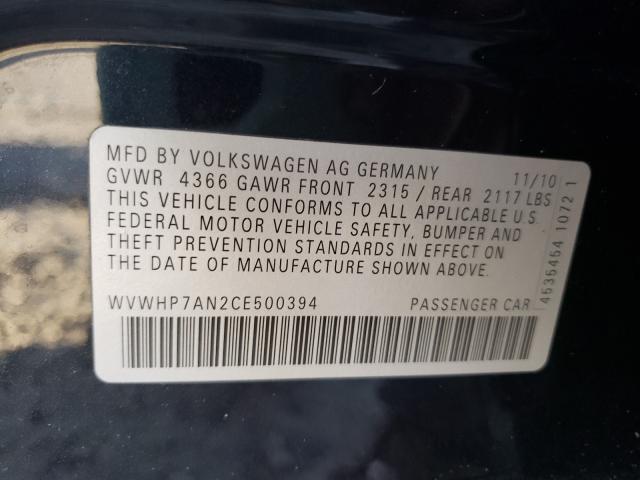 MFD BY VOLKSWAGEN AG GERMANY 11/10
GVWR 4366 GAWR FRONT 2315 / REAR 2117 LBS
THIS VEHICLE CONFORMS TO ALL APPLICABLE U.S.
FEDERAL MOTOR VEHICLE SAFETY, BUMPER AND
THEFT PREVENTION STANDARDS IN EFFECT ON
THE DATE OF MANUFACTURE SHOWN ABOVE.
WVWHP7AN2CE500394 PASSENGER CAR
4535454 1072 1